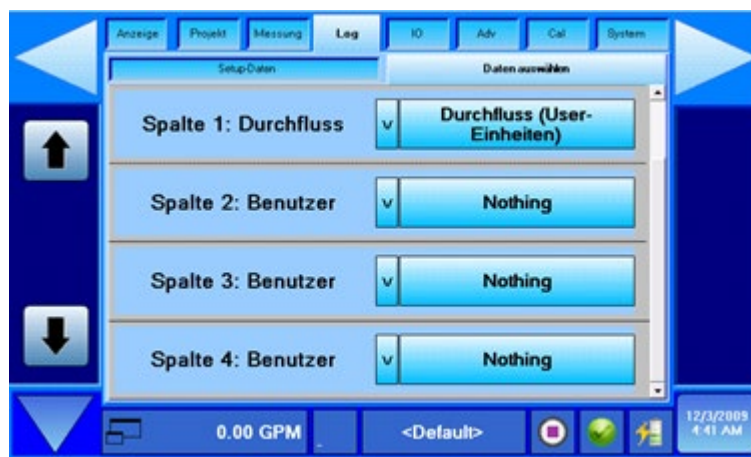 Anzeige Projekt Messung Log IO Adv Cal System
Setup-Daten Daten auswählen
Spalte 1: Durchfluss v Durchfluss (User-
Einheiten)
Spalte 2: Benutzer v Nothing
Spalte 3: Benutzer v Nothing
Spalte 4: Benutzer v Nothing
0.00 GPM <Default>
12/3/2009
4:41 AM